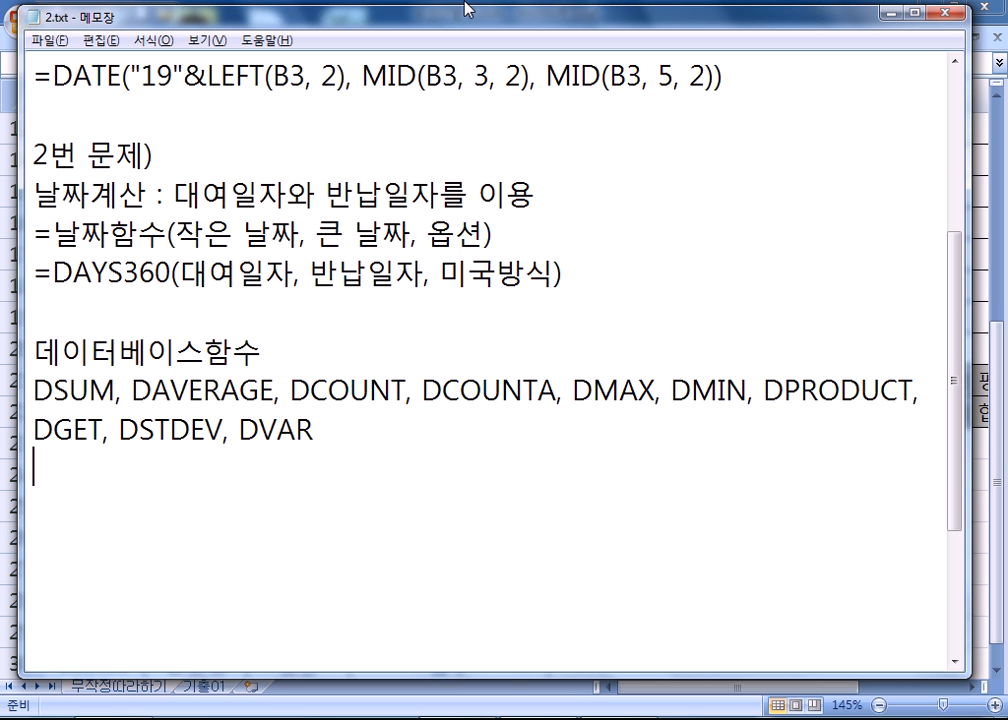 2.txt - 메모장
파일(F) 편집(E) 서식(O) 보기(V) 도움말(H)
=DATE("19"&LEFT(B3, 2), MID(B3, 3, 2), MID(B3, 5, 2))
2번 문제)
날짜계산 : 대여일자와 반납일자를 이용
=날짜함수(작은 날짜, 큰 날짜, 옵션)
=DAYS360(대여일자, 반납일자, 미국방식)
데이터베이스함수
DSUM, DAVERAGE, DCOUNT, DCOUNTA, DMAX, DMIN, DPRODUCT,
DGET, DSTDEV, DVAR
무작정따라하기 기출01
준비 145%